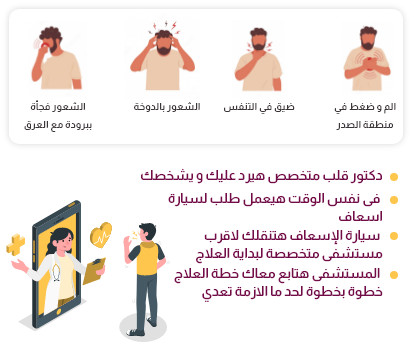 الم و ضغط في
منطقة الصدر
ضيق في التنفس
الشعور بالدوخة
الشعور فجأة
ببرودة مع العرق
دكتور قلب متخصص هيرد عليك و يشخصك
فى نفس الوقت هيعمل طلب لسيارة
اسعاف
سيارة الإسعاف هتنقلك لاقرب
مستشفى متخصصة لبداية العلاج
المستشفى هتابع معاك خطة العلاج
خطوة بخطوة لحد ما الازمة تعدي